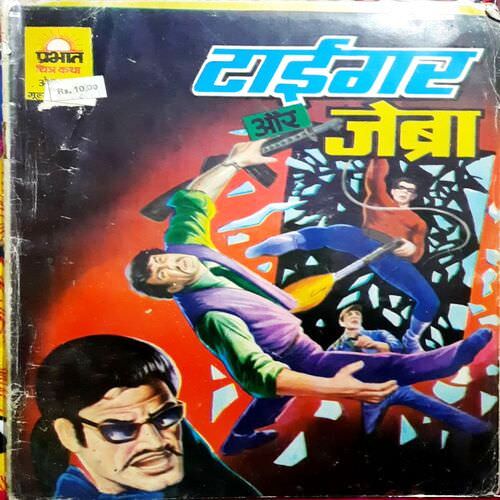 प्रभात
चित्र कथा
Rs. 10.00
टाईगर
और
जेब्रा